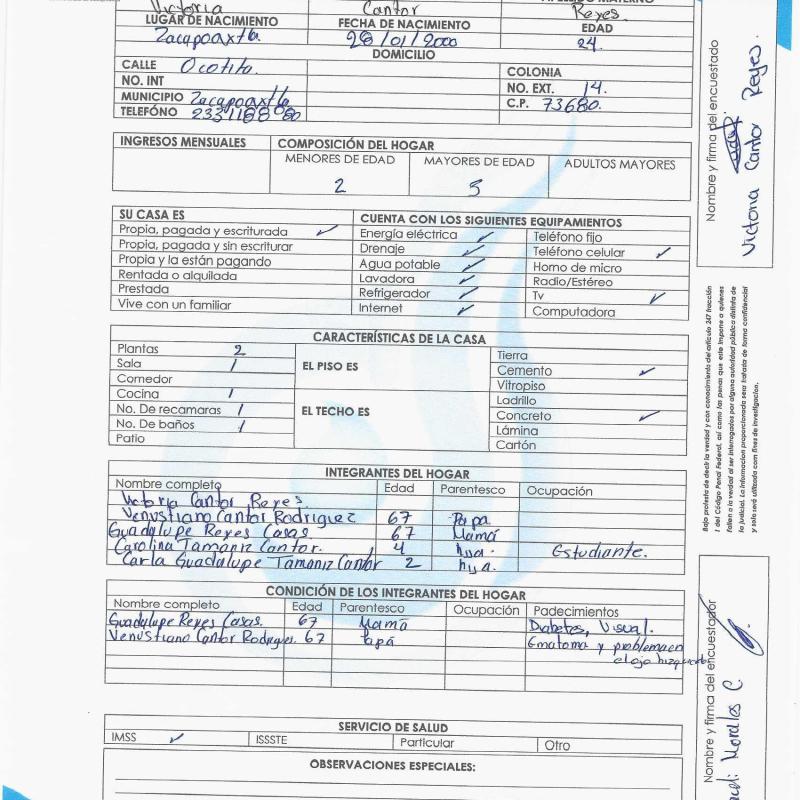 Victoria Cantor Reyes
LUGAR DE NACIMIENTO FECHA DE NACIMIENTO EDAD
Zacapoaxtla 28/01/2000 24.
DOMICILIO
CALLE Ocotita. COLONIA
NO. INT NO. EXT. 14.
MUNICIPIO Zacapoaxtla C.P. 73680.
TELEFÓNO
INGRESOS MENSUALES COMPOSICIÓN DEL HOGAR
MENORES DE EDAD MAYORES DE EDAD ADULTOS MAYORES
2 5
SU CASA ES CUENTA CON LOS SIGUIENTES EQUIPAMIENTOS
Propia, pagada y escriturada ✓ Energía eléctrica ✓ Teléfono fijo
Propia, pagada y sin escriturar Drenaje ✓ Teléfono celular ✓
Propia y la están pagando Agua potable ✓ Horno de micro
Rentada o alquilada Lavadora ✓ Radio/Estéreo
Prestada Refrigerador ✓ Tv ✓
Vive con un familiar Internet ✓ Computadora
CARACTERÍSTICAS DE LA CASA
Plantas 2 Tierra
Sala 1 EL PISO ES Cemento ✓
Comedor Vitropiso
Cocina 1 Ladrillo
No. De recamaras 1 EL TECHO ES Concreto ✓
No. De baños 1 Lámina
Patio Cartón
INTEGRANTES DEL HOGAR
Nombre completo Edad Parentesco Ocupación
Victoria Cantor Reyes
Venustiano Cantor Rodriguez 67 Papa
Guadalupe Reyes Casas 67 Mamá
Carolina Tamaniz Cantor. 4 hija. Estudiante.
Carla Guadalupe Tamaniz Cantor 2 hija.
CONDICIÓN DE LOS INTEGRANTES DEL HOGAR
Nombre completo Edad Parentesco Ocupación Padecimientos
Guadalupe Reyes Casas. 67 Mamá Diabetes, Visual.
Venustiano Cantor Rodriguez. 67 Papá Ematoma y problema en
el ojo Izquierdo
SERVICIO DE SALUD
IMSS ✓ ISSSTE Particular Otro
OBSERVACIONES ESPECIALES:
Nombre y firma del encuestado
Victoria Cantor Reyes.
Bajo protesta de decir la verdad y con conocimiento del artículo 247 fracción
I del Código Penal Federal, así como las penas que este impone a quienes
falten a la verdad al ser interrogados por alguna autoridad pública distinta de
la judicial. La información proporcionada será tratada de forma confidencial
y solo será utilizada com fines de investigacion.
Nombre y firma del encuestador
Morales C